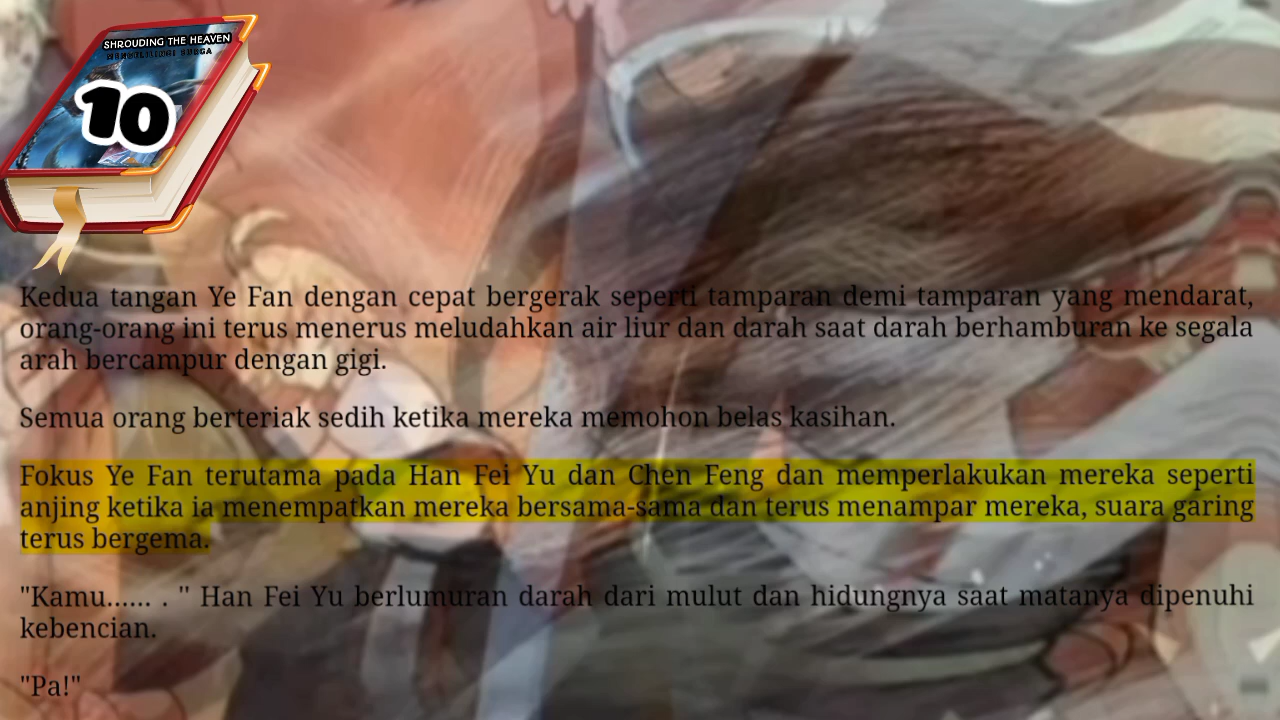 SHROUDING THE HEAVEN
10
Kedua tangan Ye Fan dengan cepat bergerak seperti tamparan demi tamparan yang mendarat,
orang-orang ini terus menerus meludahkan air liur dan darah saat darah berhamburan ke segala
arah bercampur dengan gigi.
Semua orang berteriak sedih ketika mereka memohon belas kasihan.
Fokus Ye Fan terutama pada Han Fei Yu dan Chen Feng dan memperlakukan mereka seperti
anjing ketika ia menempatkan mereka bersama-sama dan terus menampar mereka, suara garing
terus bergema.
"Kamu...... . " Han Fei Yu berlumuran darah dari mulut dan hidungnya saat matanya dipenuhi
kebencian.
"Pa!"